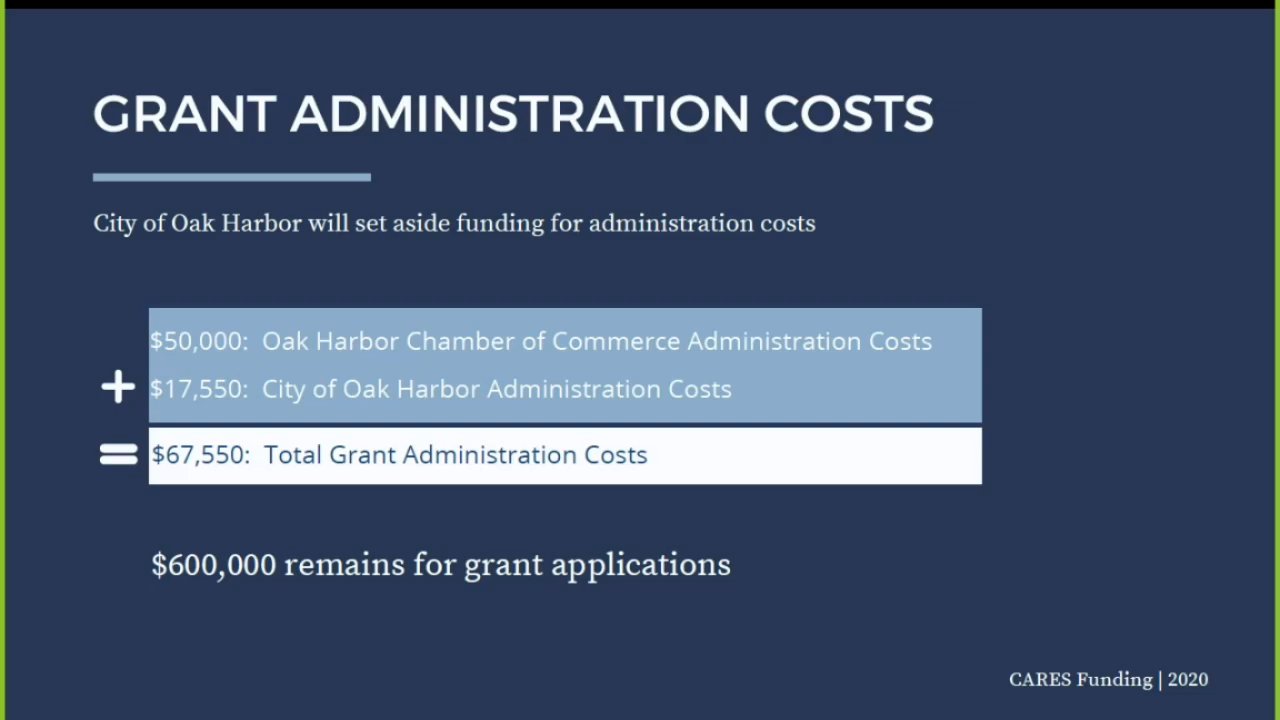 GRANT ADMINISTRATION COSTS
City of Oak Harbor will set aside funding for administration costs
$50,000: Oak Harbor Chamber of Commerce Administration Costs
+ $17,550: City of Oak Harbor Administration Costs
= $67,550: Total Grant Administration Costs
$600,000 remains for grant applications
CARES Funding | 2020